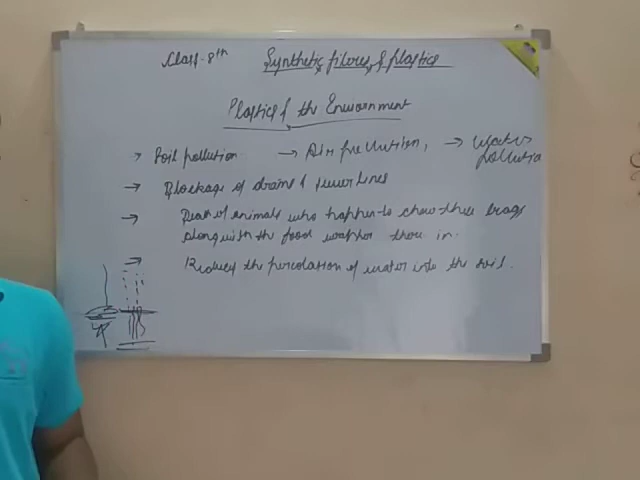 Class-8th Synthetic fibres & plastics
Plastics & the Environment
→ Soil pollution → Air pollution, → Water pollution
→ Blockage of drains & sewer lines
→ Death of animals who happen to chew these bags
along with the food wrapper there in.
→ Reduces the percolation of water into the soil.